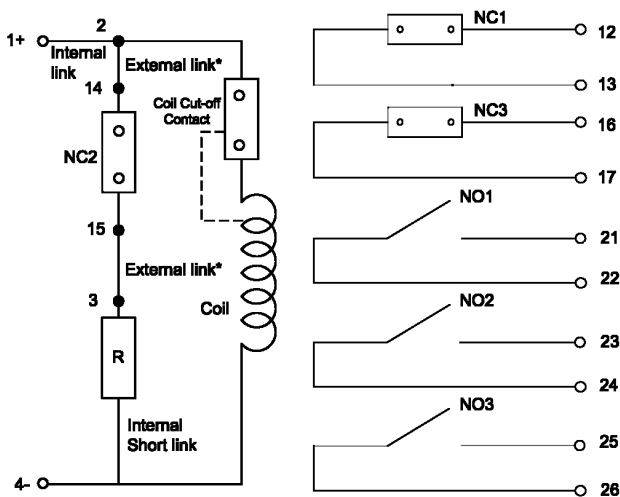 1+
2
Internal
link
External link*
14
Coil Cut-off
Contact
NC2
15
External link*
3
Coil
R
Internal
Short link
4-
NC1
12
13
NC3
16
17
NO1
21
22
NO2
23
24
NO3
25
26